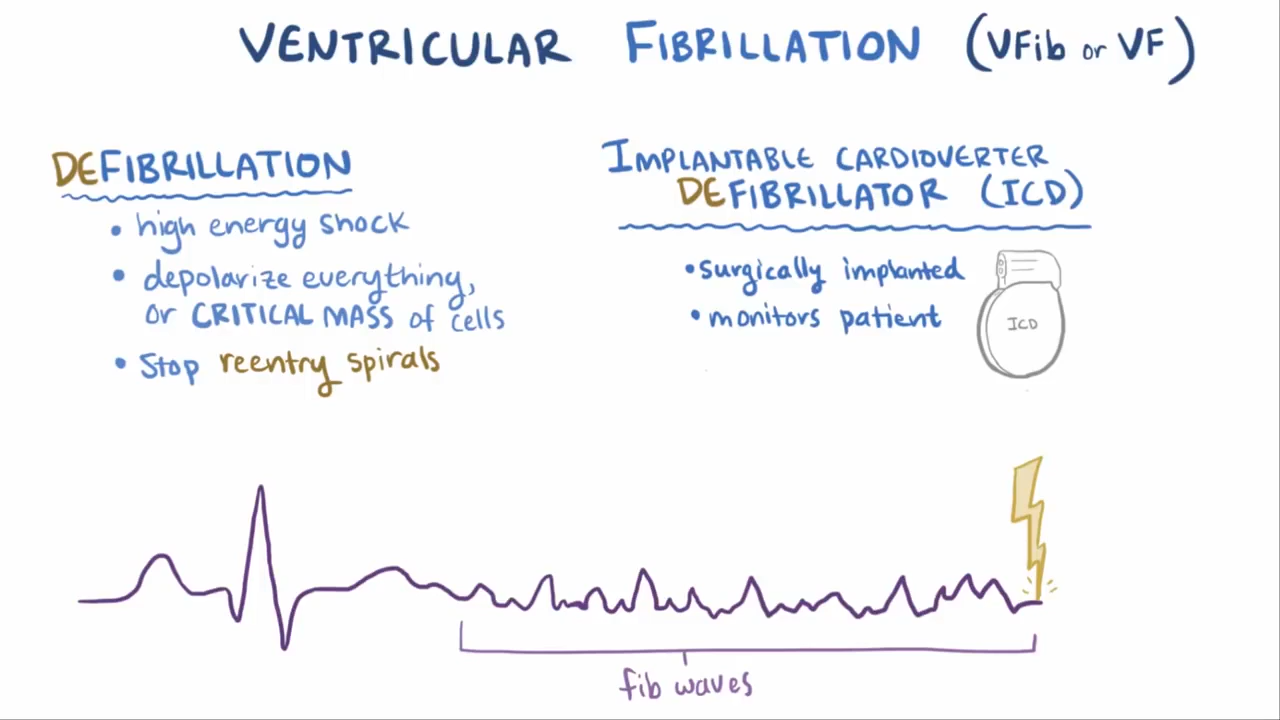 VENTRICULAR FIBRILLATION (VFib or VF)
DEFIBRILLATION
• high energy shock
• depolarize everything,
or CRITICAL MASS of cells
• Stop reentry spirals
IMPLANTABLE CARDIOVERTER
DEFIBRILLATOR (ICD)
• surgically implanted
• monitors patient
ICD
fib waves